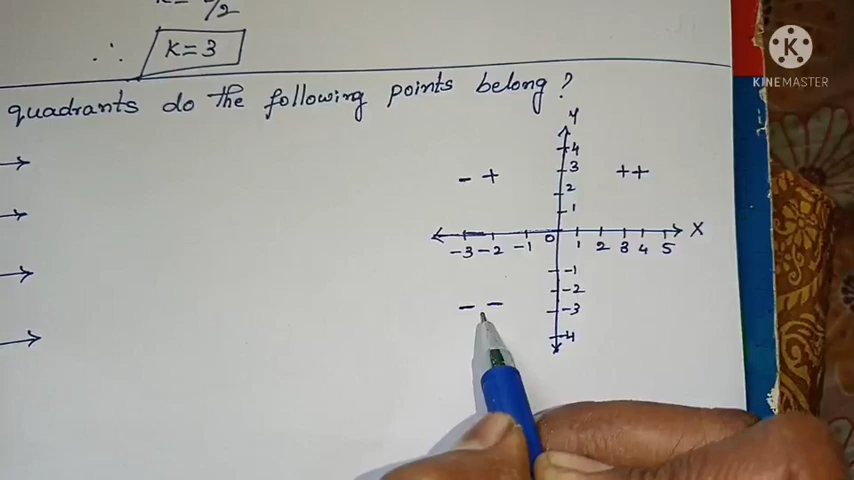 ∴ K=3
KINEMASTER
quadrants do the following points belong?
Y
4
- + 3 ++
2
1
-3 -2 -1 0 1 2 3 4 5 X
-1
-2
- - -3
-4